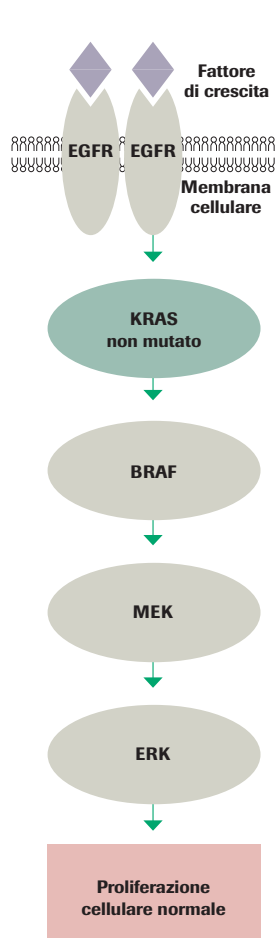 Fattore
di crescita
EGFR EGFR
Membrana
cellulare
KRAS
non mutato
BRAF
MEK
ERK
Proliferazione
cellulare normale